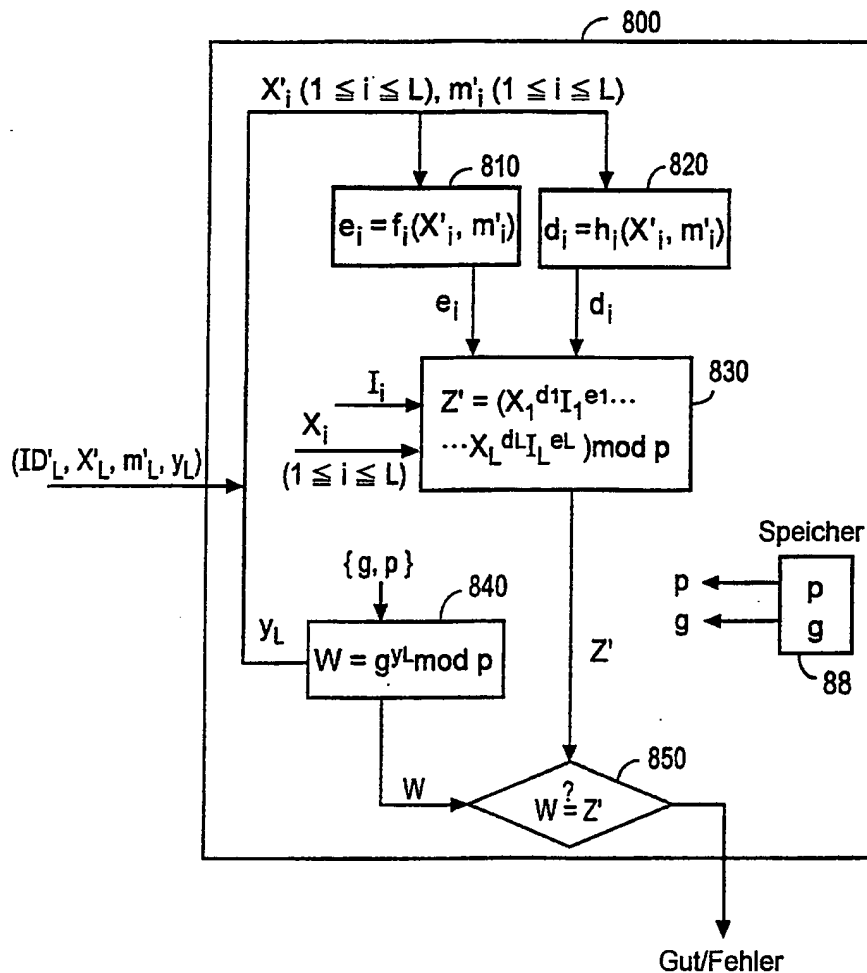 800
X'i (1 ≦ i ≦ L), m'i (1 ≦ i ≦ L)
810
820
ei = fi(X'i, m'i)
di = hi(X'i, m'i)
ei
di
830
Ii
Z' = (X1^d1 I1^e1...
Xi
...XL^dL IL^eL) mod p
(ID'L, X'L, m'L, yL)
(1 ≦ i ≦ L)
Speicher
{g, p}
840
p
p
yL
g
g
W = g^yL mod p
Z'
88
850
W
W ?= Z'
Gut/Fehler